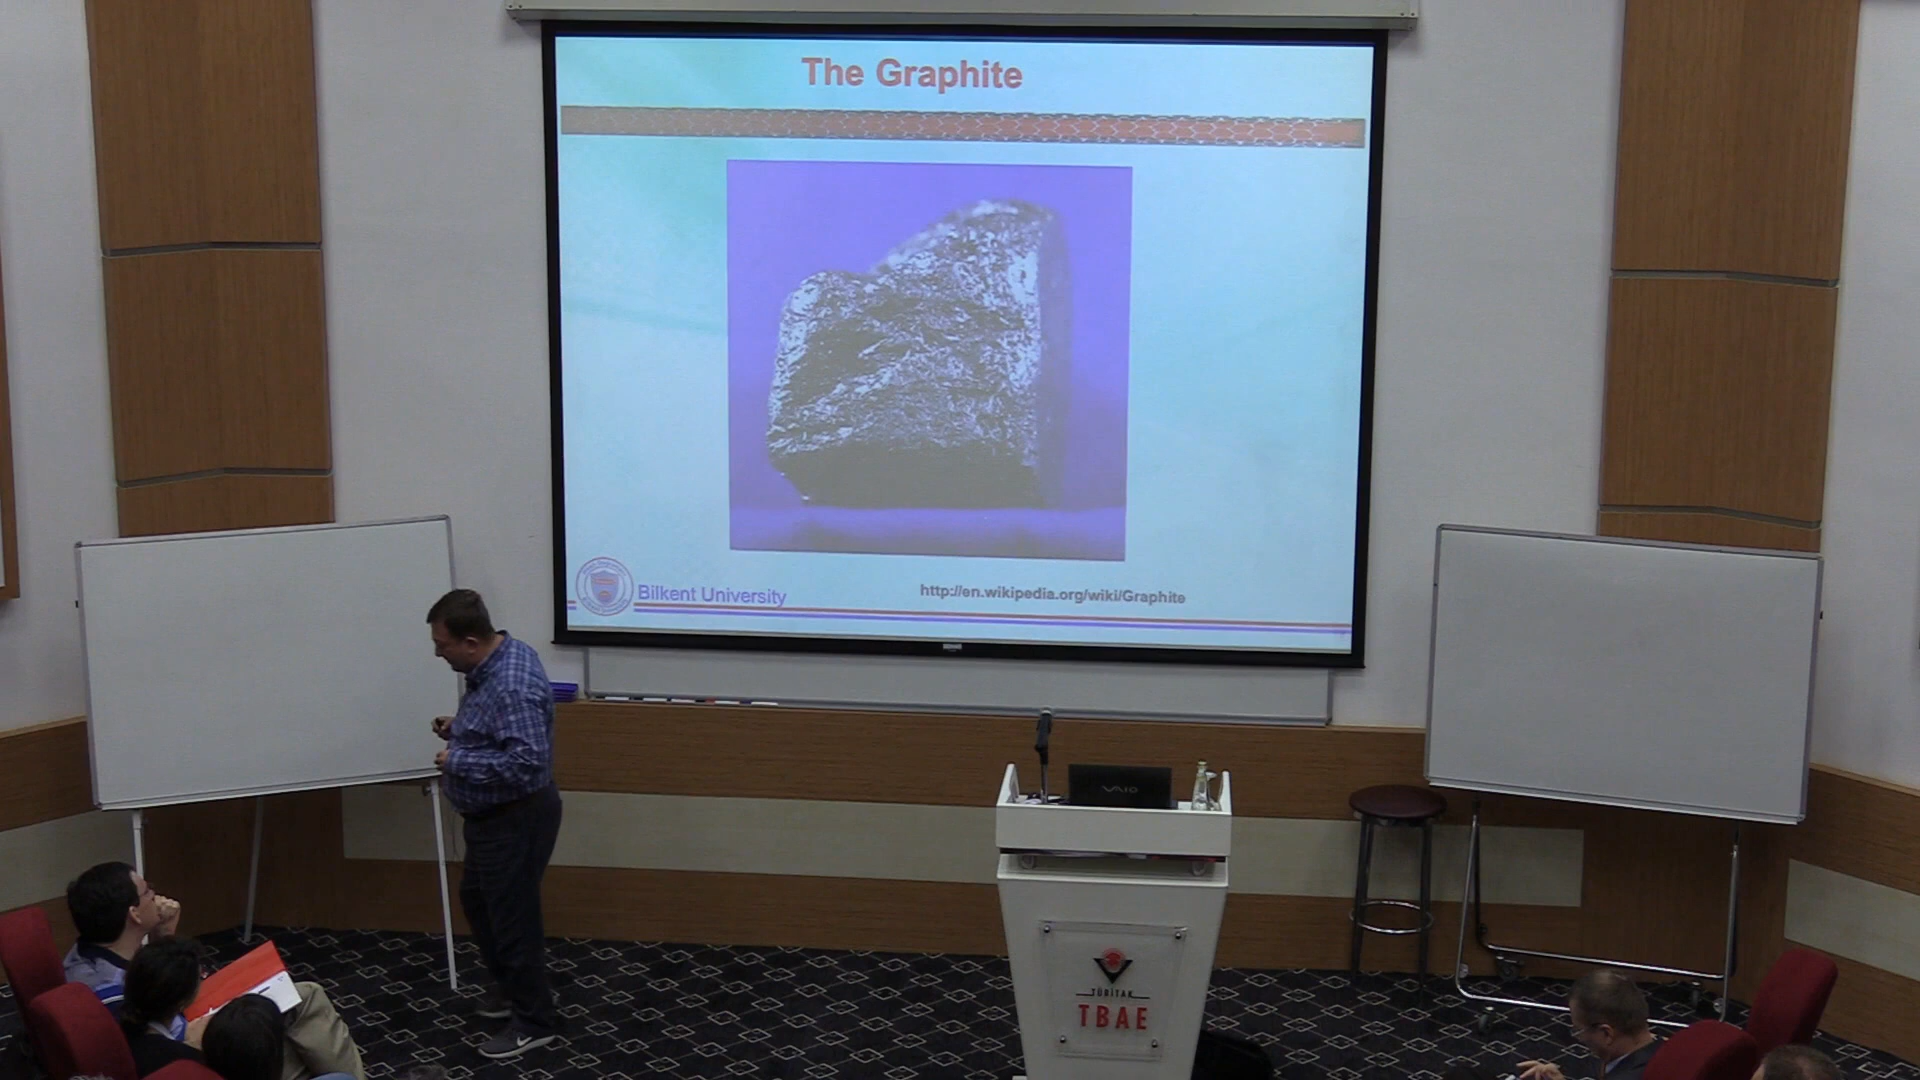 The Graphite
Bilkent University
http://en.wikipedia.org/wiki/Graphite
VAIO
TÜBİTAK
TBAE